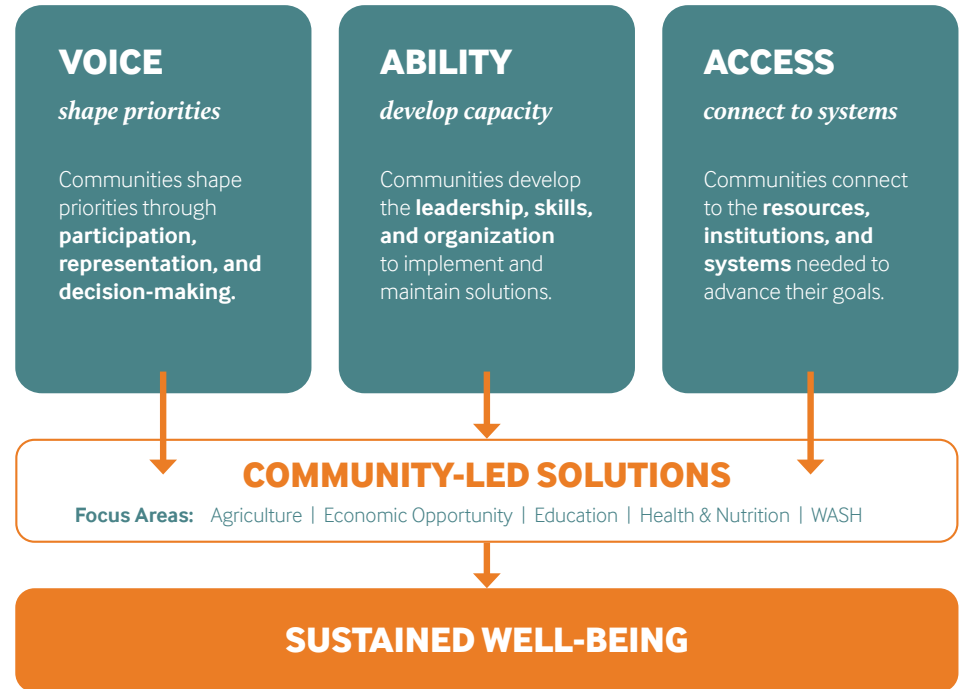 VOICE
shape priorities
Communities shape
priorities through
participation,
representation, and
decision-making.
ABILITY
develop capacity
Communities develop
the leadership, skills,
and organization
to implement and
maintain solutions.
ACCESS
connect to systems
Communities connect
to the resources,
institutions, and
systems needed to
advance their goals.
COMMUNITY-LED SOLUTIONS
Focus Areas: Agriculture | Economic Opportunity | Education | Health & Nutrition | WASH
SUSTAINED WELL-BEING